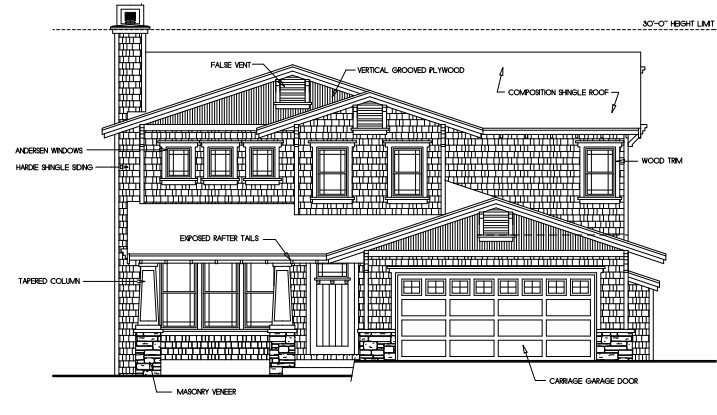 30'-0" HEIGHT LIMIT
FALSE VENT
VERTICAL GROOVED PLYWOOD
COMPOSITION SHINGLE ROOF
ANDERSEN WINDOWS
HARDIE SHINGLE SIDING
WOOD TRIM
EXPOSED RAFTER TAILS
TAPERED COLUMN
CARRIAGE GARAGE DOOR
MASONRY VENEER